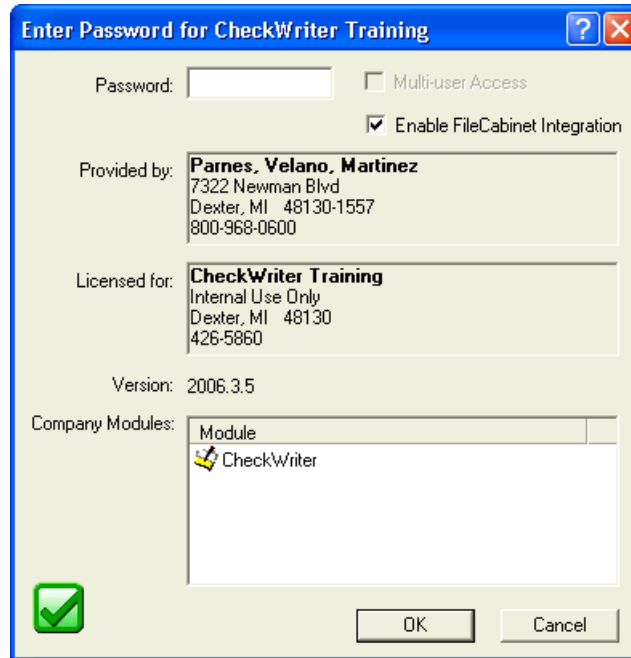 Enter Password for CheckWriter Training
Password:
Multi-user Access
Enable FileCabinet Integration
Provided by:
Parnes, Velano, Martinez
7322 Newman Blvd
Dexter, MI 48130-1557
800-968-0600
Licensed for:
CheckWriter Training
Internal Use Only
Dexter, MI 48130
426-5860
Version: 2006.3.5
Company Modules:
Module
CheckWriter
OK Cancel